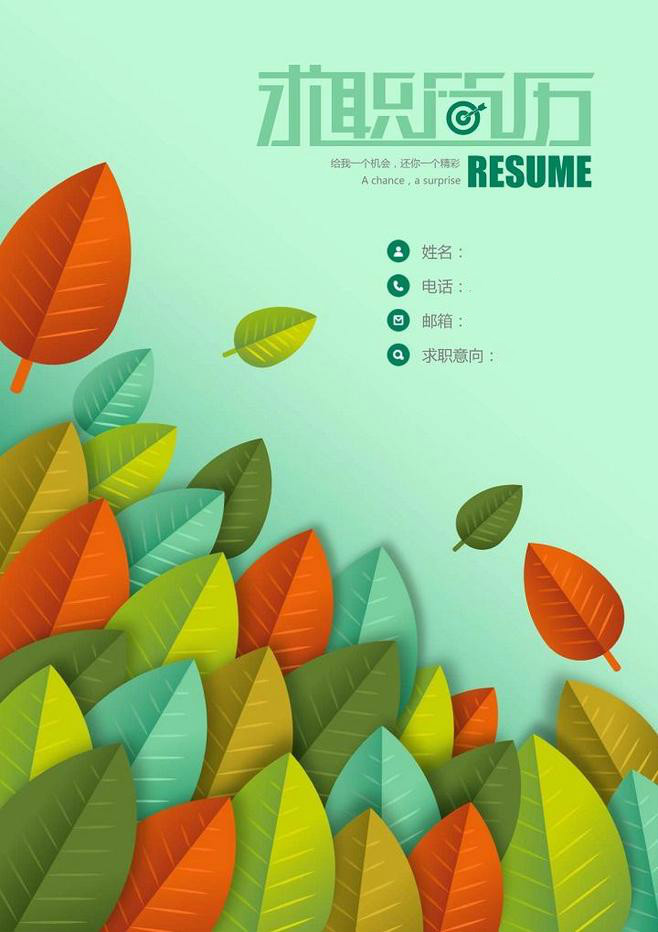 求职简历
给我一个机会，还你一个精彩
A chance , a surprise
RESUME
姓名：
电话：
邮箱：
求职意向：